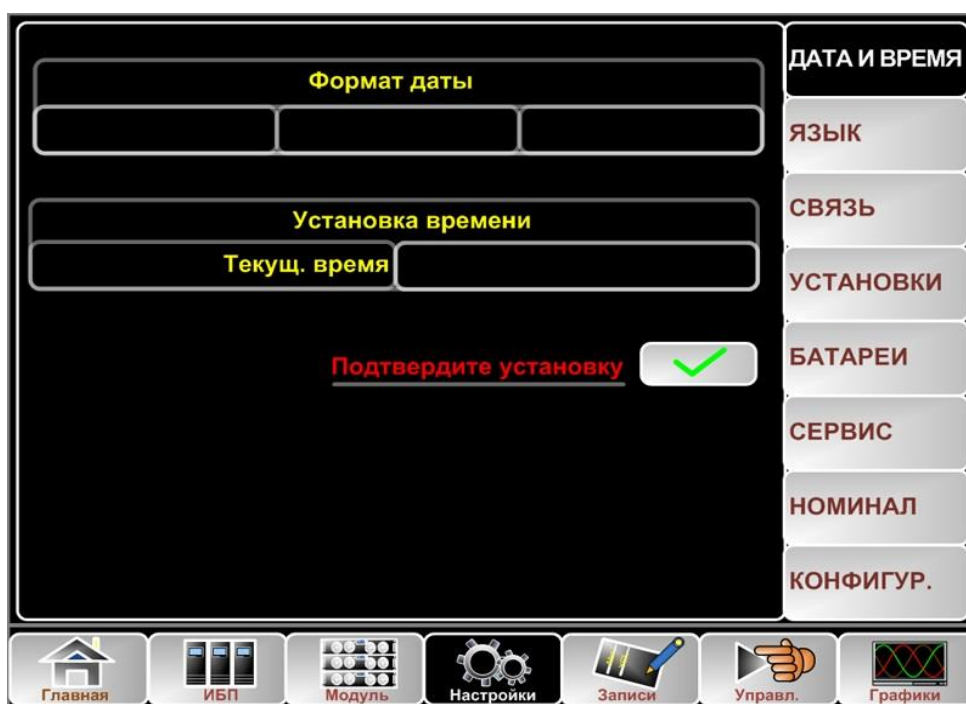 Формат даты
Установка времени
Текущ. время
Подтвердите установку
ДАТА И ВРЕМЯ
ЯЗЫК
СВЯЗЬ
УСТАНОВКИ
БАТАРЕИ
СЕРВИС
НОМИНАЛ
КОНФИГУР.
Главная
ИБП
Модуль
Настройки
Записи
Управл.
Графики